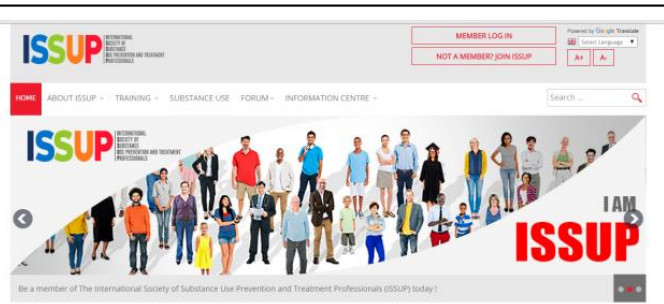 ISSUP
INTERNATIONAL
SOCIETY OF
SUBSTANCE
USE PREVENTION AND TREATMENT
PROFESSIONALS
MEMBER LOG IN
NOT A MEMBER? JOIN ISSUP
Powered by Google Translate
Select Language
A+ A-
HOME ABOUT ISSUP TRAINING SUBSTANCE USE FORUM INFORMATION CENTRE
Search ...
ISSUP
INTERNATIONAL
SOCIETY OF
SUBSTANCE
USE PREVENTION AND TREATMENT
PROFESSIONALS
I AM
ISSUP
Be a member of The International Society of Substance Use Prevention and Treatment Professionals (ISSUP) today !